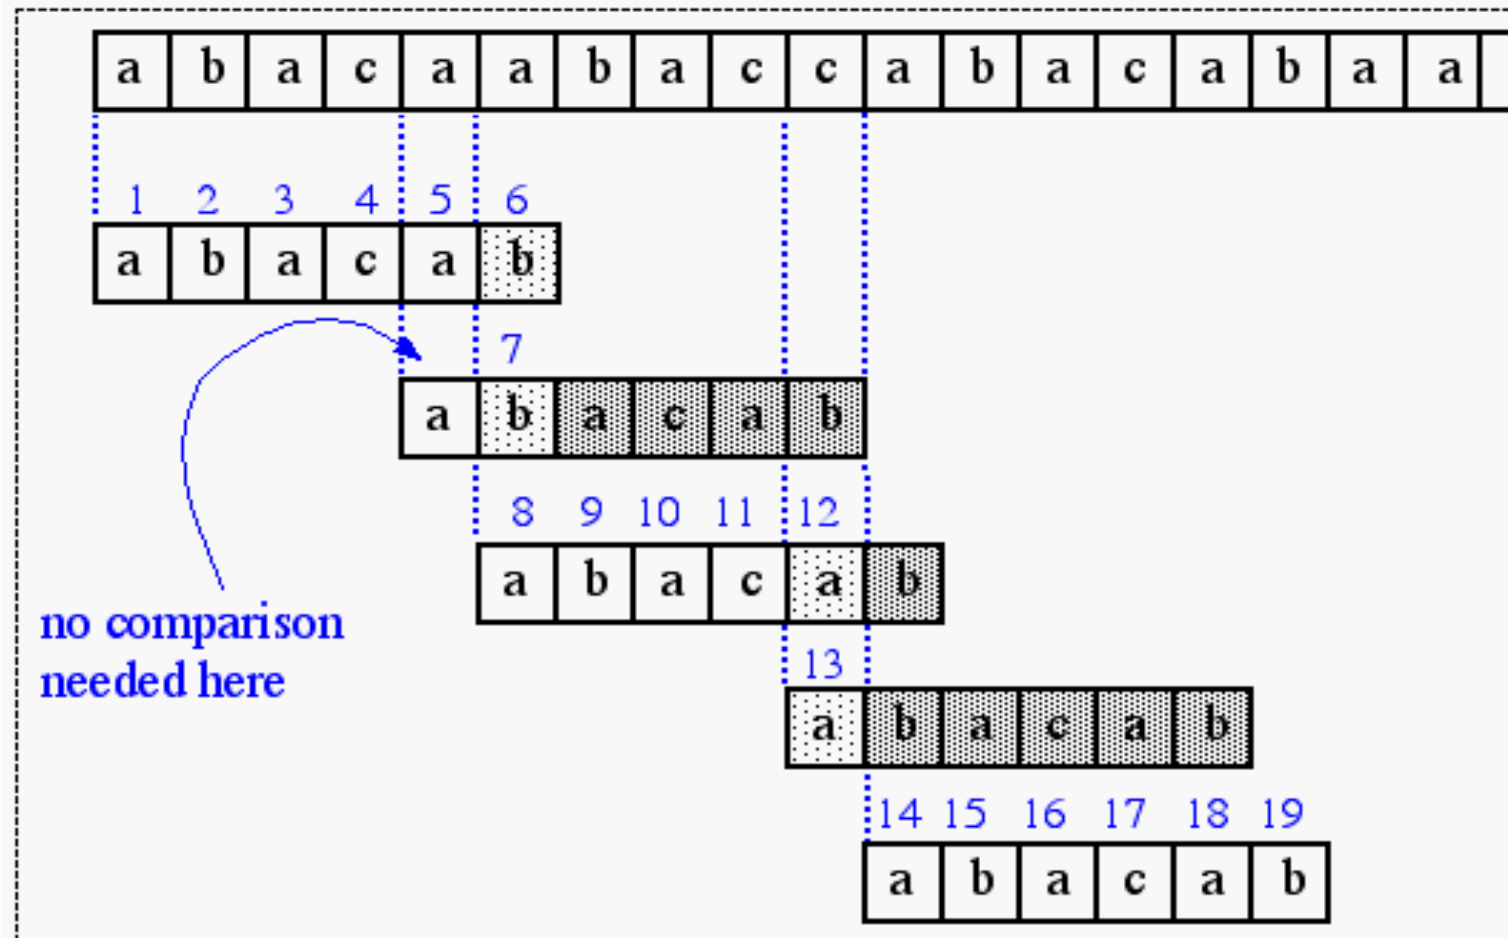 a b a c a a b a c c a b a c a b a a
1 2 3 4 5 6
a b a c a b
7
a b a c a b
8 9 10 11 12
a b a c a b
no comparison
needed here
13
a b a c a b
14 15 16 17 18 19
a b a c a b